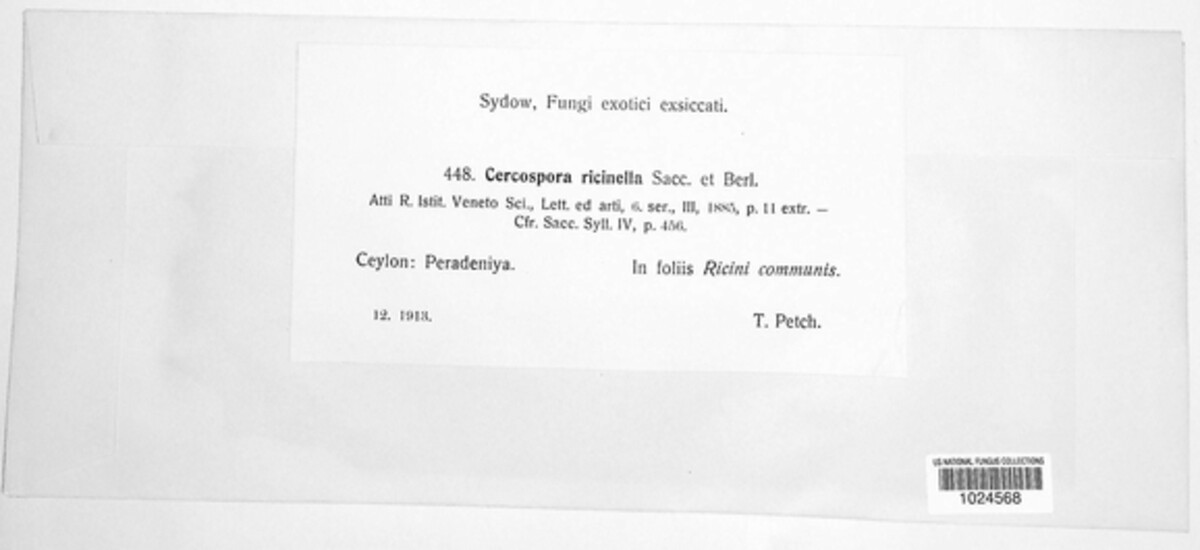 Sydow, Fungi exotici exsiccati.
448. Cercospora ricinella Sacc. et Berl.
Atti R. Istit. Veneto Sci., Lett. ed arti, 6. ser., III, 1885, p. 11 extr. —
Cfr. Sacc. Syll. IV, p. 456.
Ceylon: Peradeniya. In foliis Ricini communis.
12. 1913. T. Petch.
US NATIONAL FUNGUS COLLECTIONS
1024568